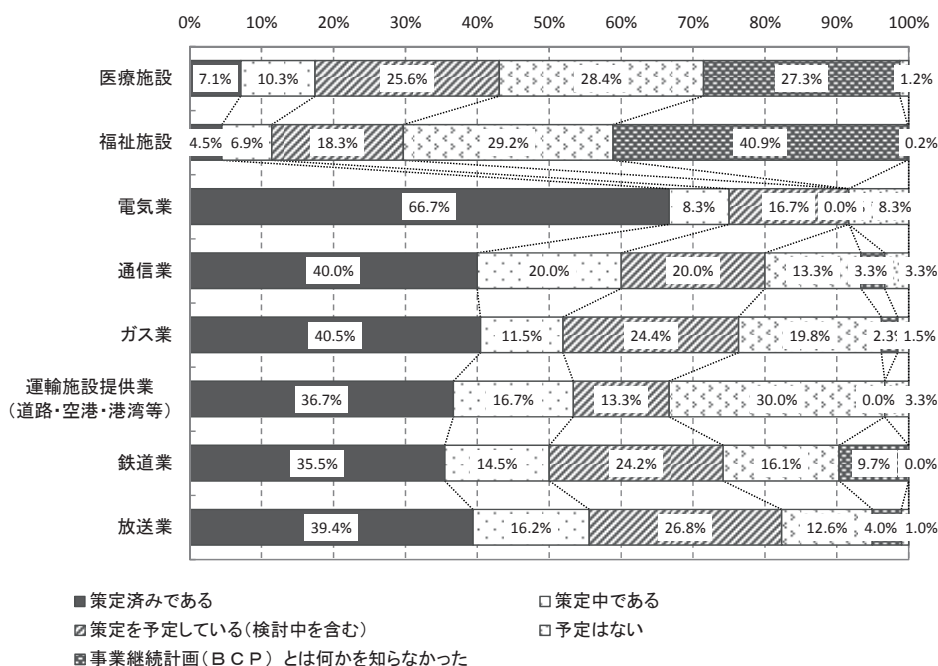 0% 10% 20% 30% 40% 50% 60% 70% 80% 90% 100%
医療施設 7.1% 10.3% 25.6% 28.4% 27.3% 1.2%
福祉施設 4.5% 6.9% 18.3% 29.2% 40.9% 0.2%
電気業 66.7% 8.3% 16.7% 0.0% 8.3%
通信業 40.0% 20.0% 20.0% 13.3% 3.3% 3.3%
ガス業 40.5% 11.5% 24.4% 19.8% 2.3% 1.5%
運輸施設提供業
(道路・空港・港湾等) 36.7% 16.7% 13.3% 30.0% 0.0% 3.3%
鉄道業 35.5% 14.5% 24.2% 16.1% 9.7% 0.0%
放送業 39.4% 16.2% 26.8% 12.6% 4.0% 1.0%
策定済みである 策定中である
策定を予定している(検討中を含む) 予定はない
事業継続計画(BCP)とは何かを知らなかった